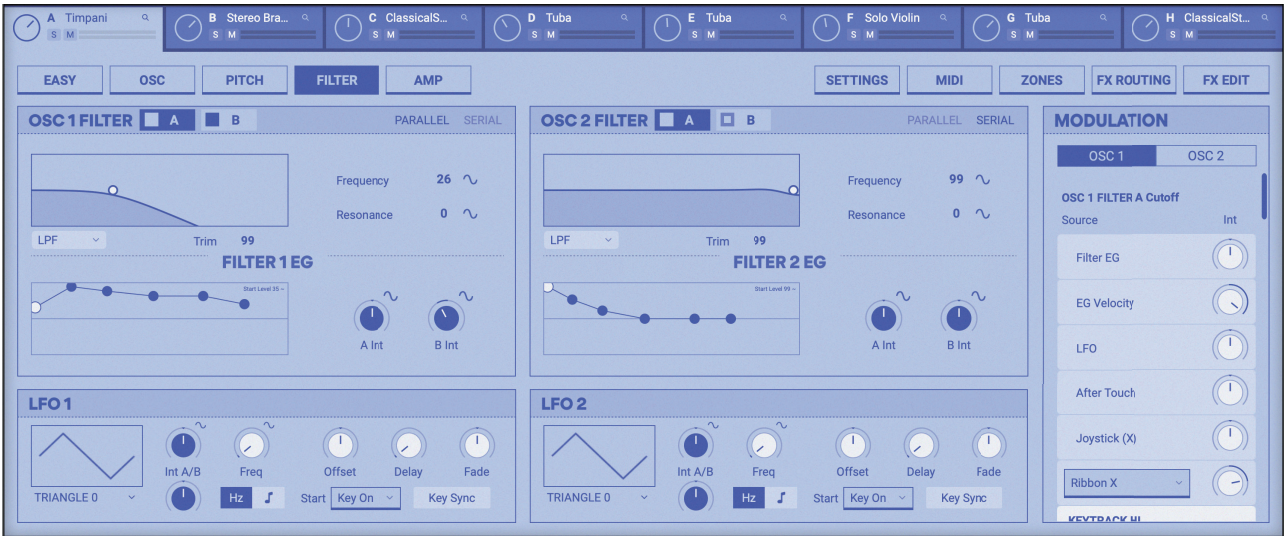 A Timpani
S M
B Stereo Bra...
S M
C ClassicalS...
S M
D Tuba
S M
E Tuba
S M
F Solo Violin
S M
G Tuba
S M
H ClassicalSt...
S M
EASY OSC PITCH FILTER AMP SETTINGS MIDI ZONES FX ROUTING FX EDIT
OSC 1 FILTER A B PARALLEL SERIAL
Frequency 26
Resonance 0
LPF Trim 99
FILTER 1 EG
Start Level 35
A Int B Int
OSC 2 FILTER A B PARALLEL SERIAL
Frequency 99
Resonance 0
LPF Trim 99
FILTER 2 EG
Start Level 99
A Int B Int
LFO 1
Int A/B Freq Offset Delay Fade
TRIANGLE 0 Hz Start Key On Key Sync
LFO 2
Int A/B Freq Offset Delay Fade
TRIANGLE 0 Hz Start Key On Key Sync
MODULATION
OSC 1 OSC 2
OSC 1 FILTER A Cutoff
Source Int
Filter EG
EG Velocity
LFO
After Touch
Joystick (X)
Ribbon X
KEYTRACK HI